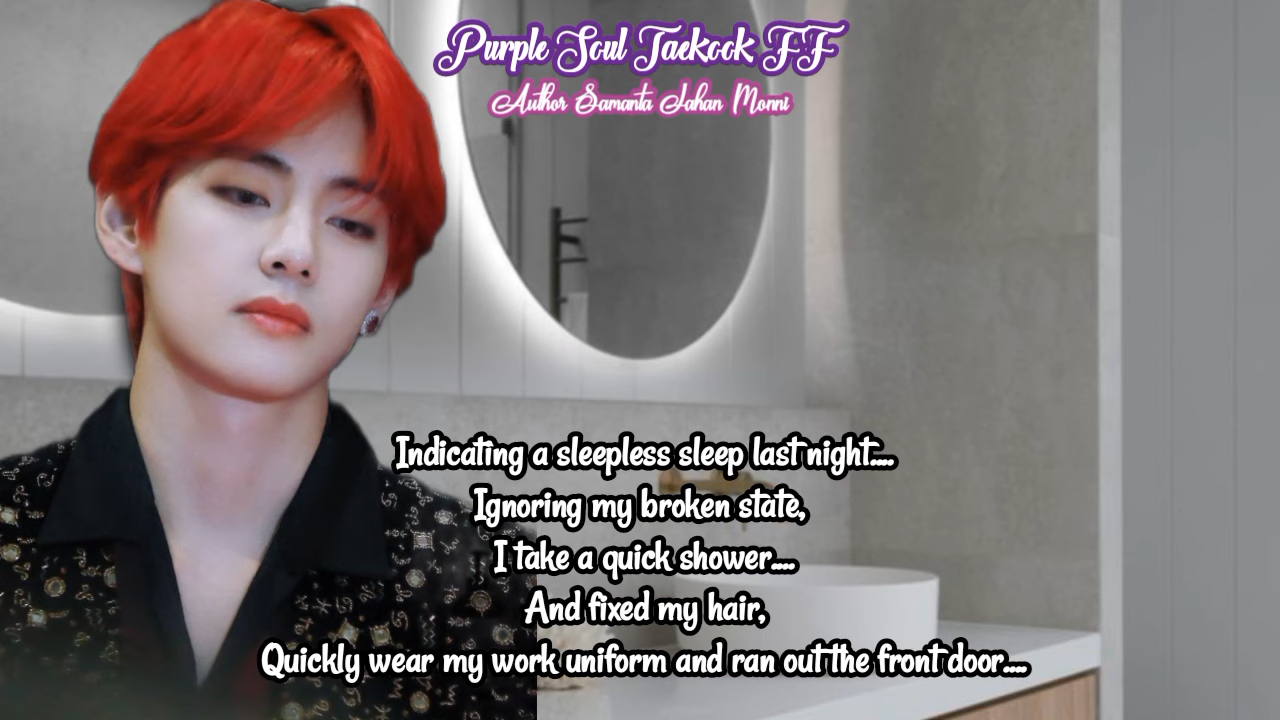 Purple Soul Taekook FF
Author Samanta Jahan Monni
Indicating a sleepless sleep last night....
Ignoring my broken state,
I take a quick shower....
And fixed my hair,
Quickly wear my work uniform and ran out the front door....